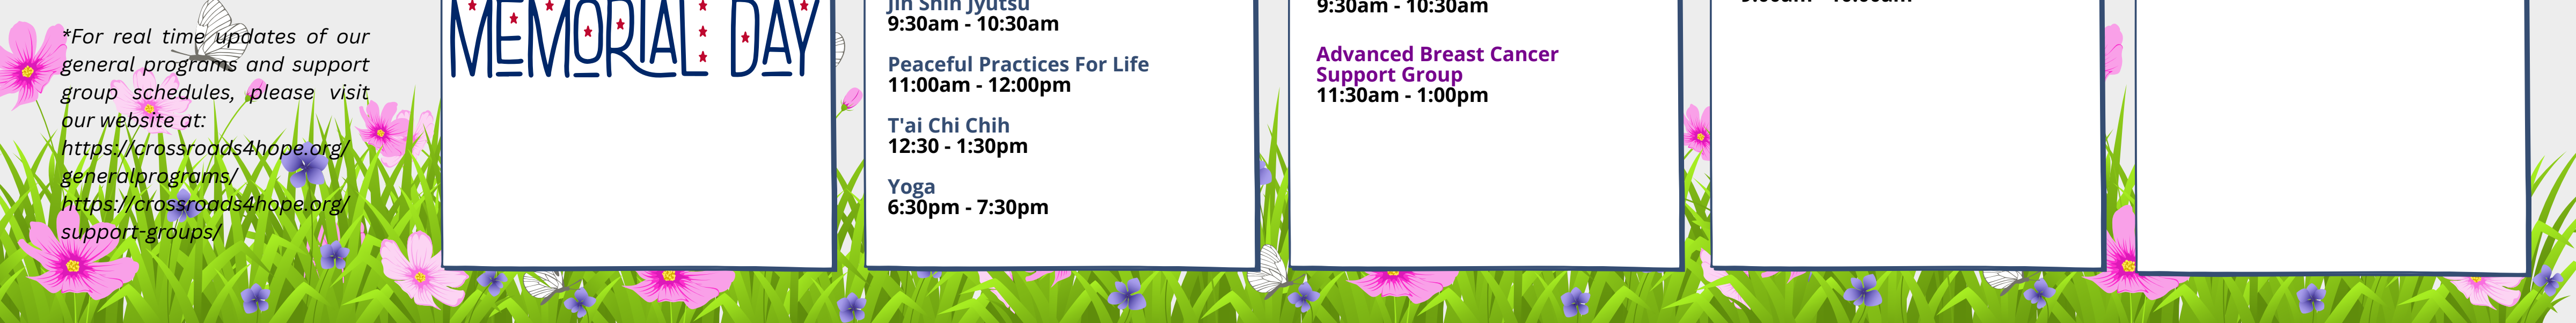 *For real time updates of our
general programs and support
group schedules, please visit
our website at:
https://crossroads4hope.org/
generalprograms/
https://crossroads4hope.org/
support-groups/
MEMORIAL DAY
Jin Shin Jyutsu
9:30am - 10:30am
Peaceful Practices For Life
11:00am - 12:00pm
T'ai Chi Chih
12:30 - 1:30pm
Yoga
6:30pm - 7:30pm
9:30am - 10:30am
Advanced Breast Cancer
Support Group
11:30am - 1:00pm